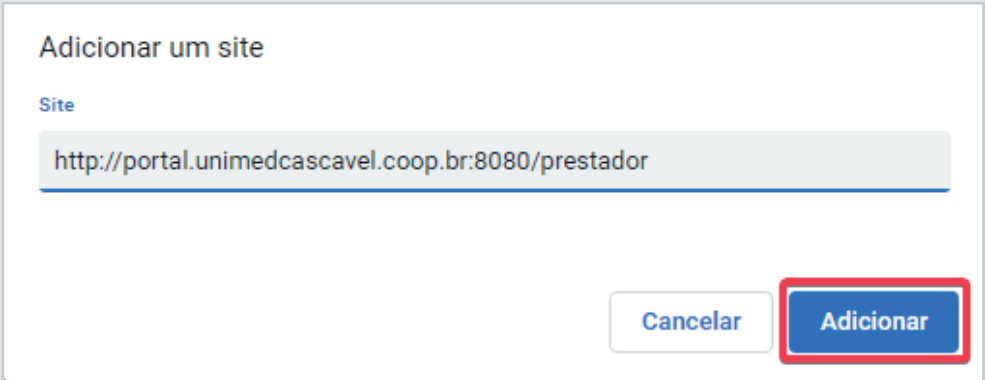 Adicionar um site
Site
http://portal.unimedcascavel.coop.br:8080/prestador
Cancelar
Adicionar